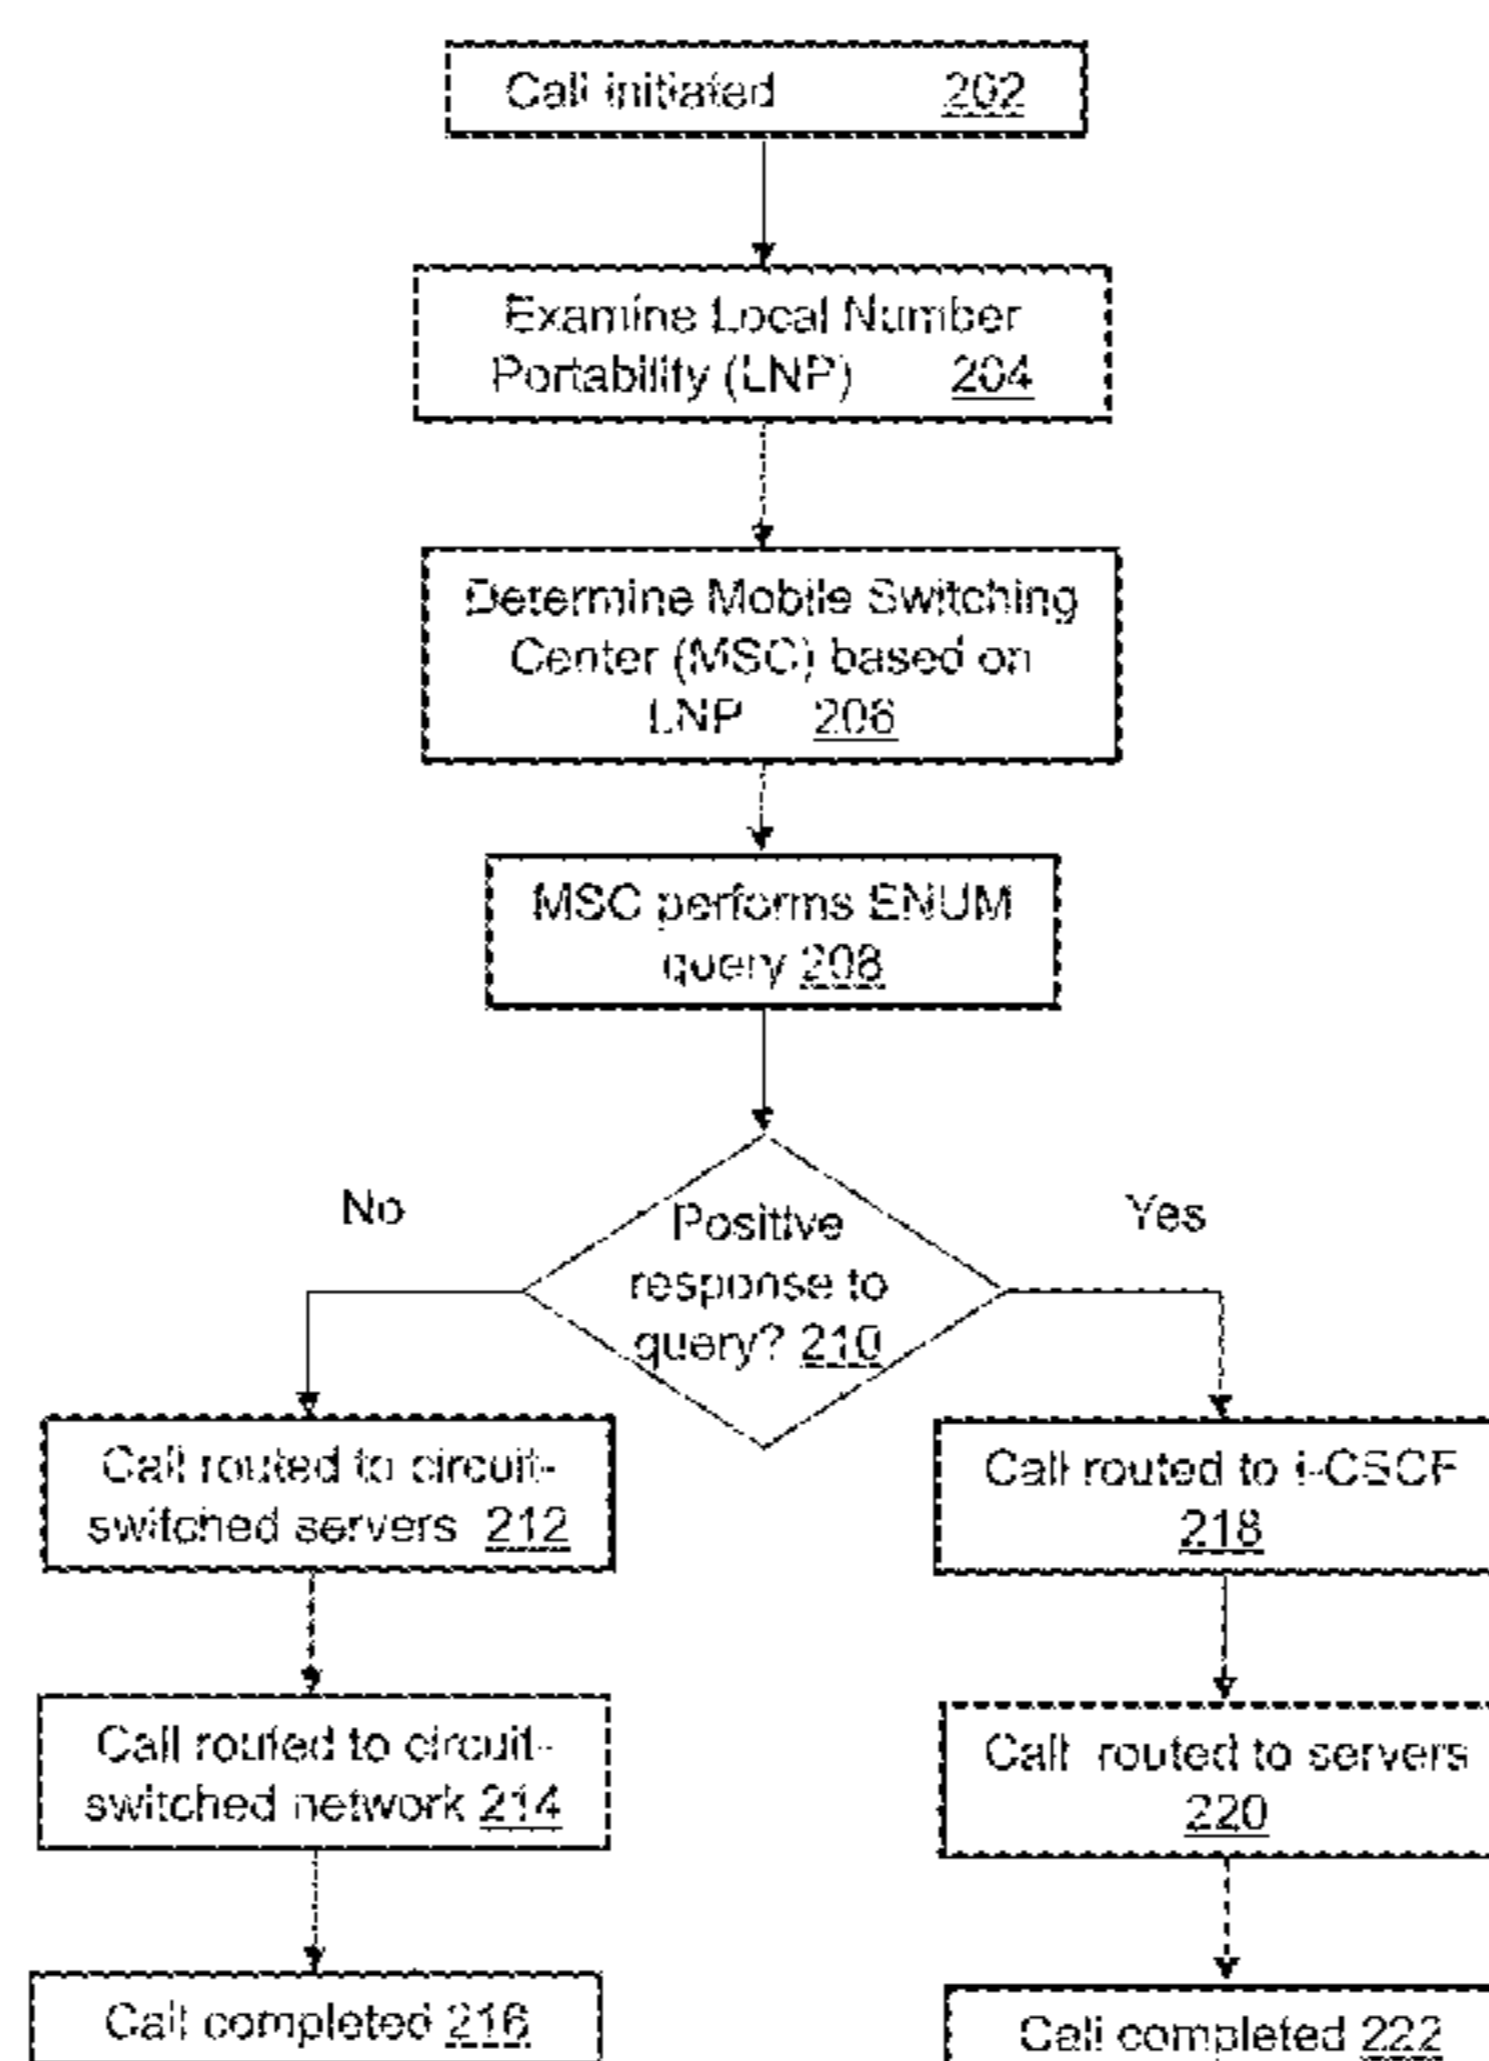 Call initiated 202
Examine Local Number
Portability (LNP) 204
Determine Mobile Switching
Center (MSC) based on
LNP 206
MSC performs ENUM
query 208
No
Yes
Positive
response to
query? 210
Call routed to circuit-
switched servers 212
Call routed to i-CSCF
218
Call routed to circuit-
switched network 214
Call routed to servers
220
Call completed 216
Call completed 222